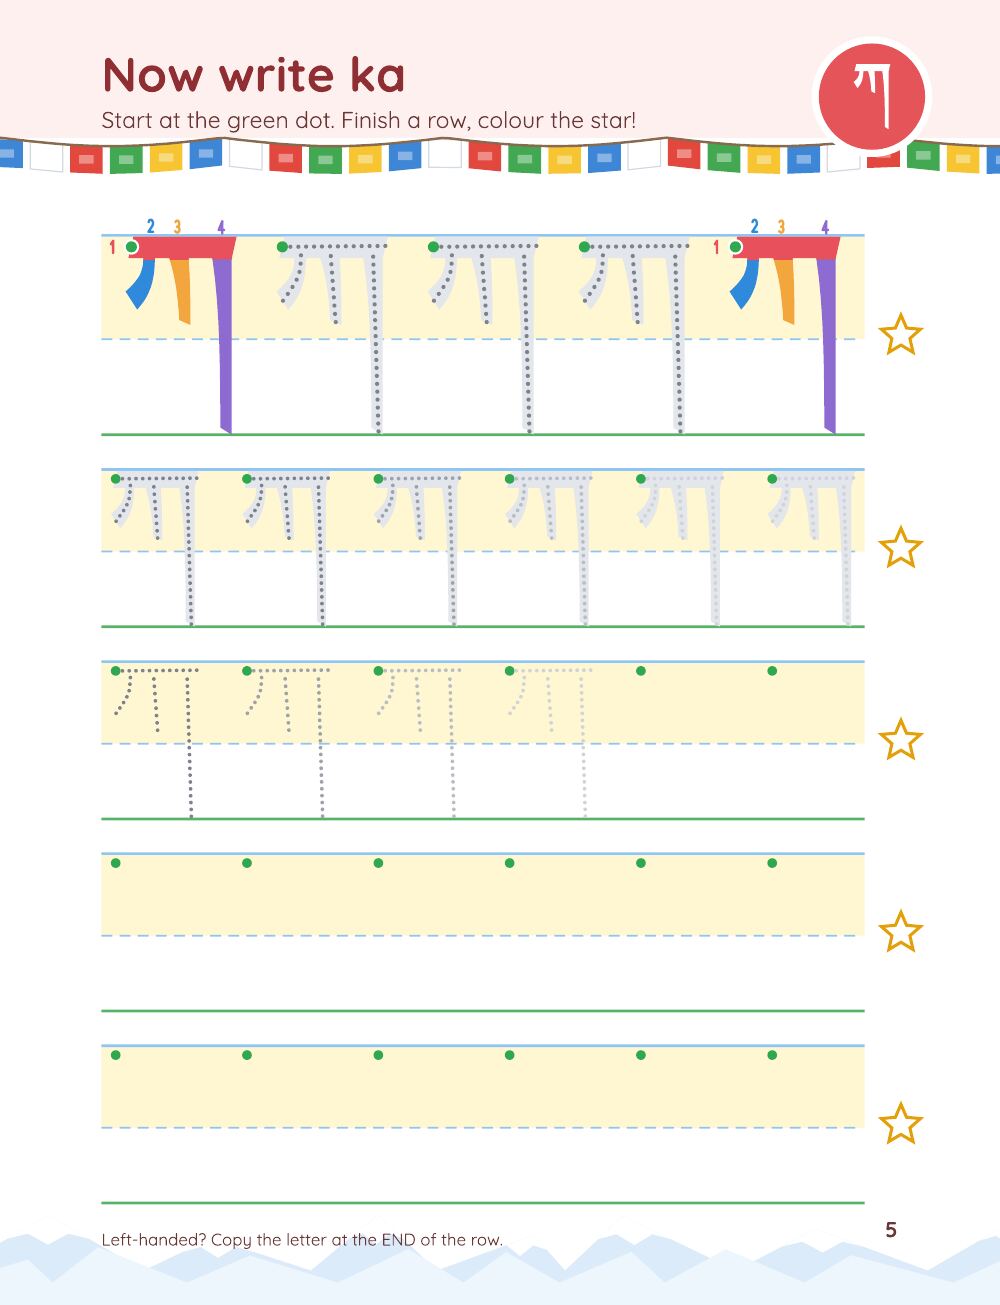 Now write ka
Start at the green dot. Finish a row, colour the star!
ཀ
1 2 3 4 ཀ ཀ ཀ ཀ 1 2 3 4 ཀ
ཀ ཀ ཀ ཀ ཀ ཀ
ཀ ཀ ཀ ཀ
Left-handed? Copy the letter at the END of the row.
5